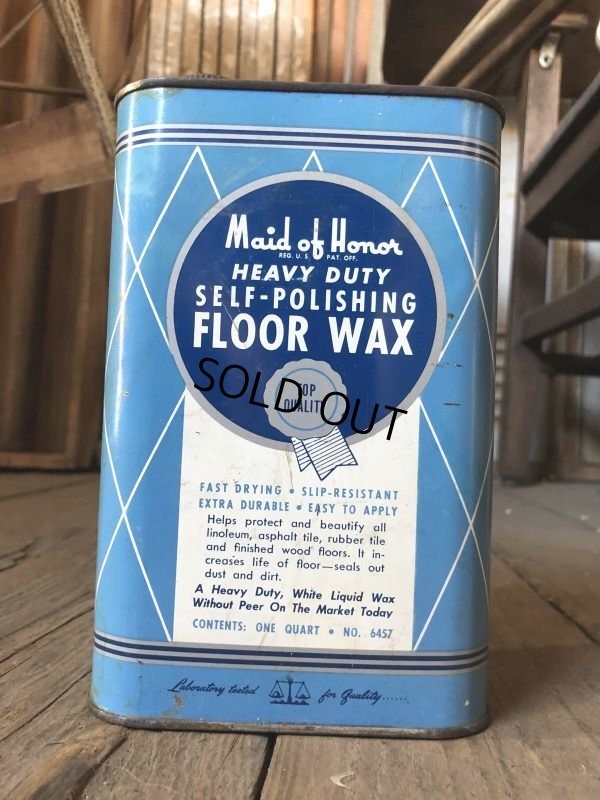 Maid of Honor
REG. U. S. PAT. OFF.
HEAVY DUTY
SELF-POLISHING
FLOOR WAX
SOLD OUT
TOP
QUALITY
FAST DRYING • SLIP-RESISTANT
EXTRA DURABLE • EASY TO APPLY
Helps protect and beautify all
linoleum, asphalt tile, rubber tile
and finished wood floors. It in-
creases life of floor—seals out
dust and dirt.
A Heavy Duty, White Liquid Wax
Without Peer On The Market Today
CONTENTS: ONE QUART • NO. 6457
Laboratory tested for Quality......